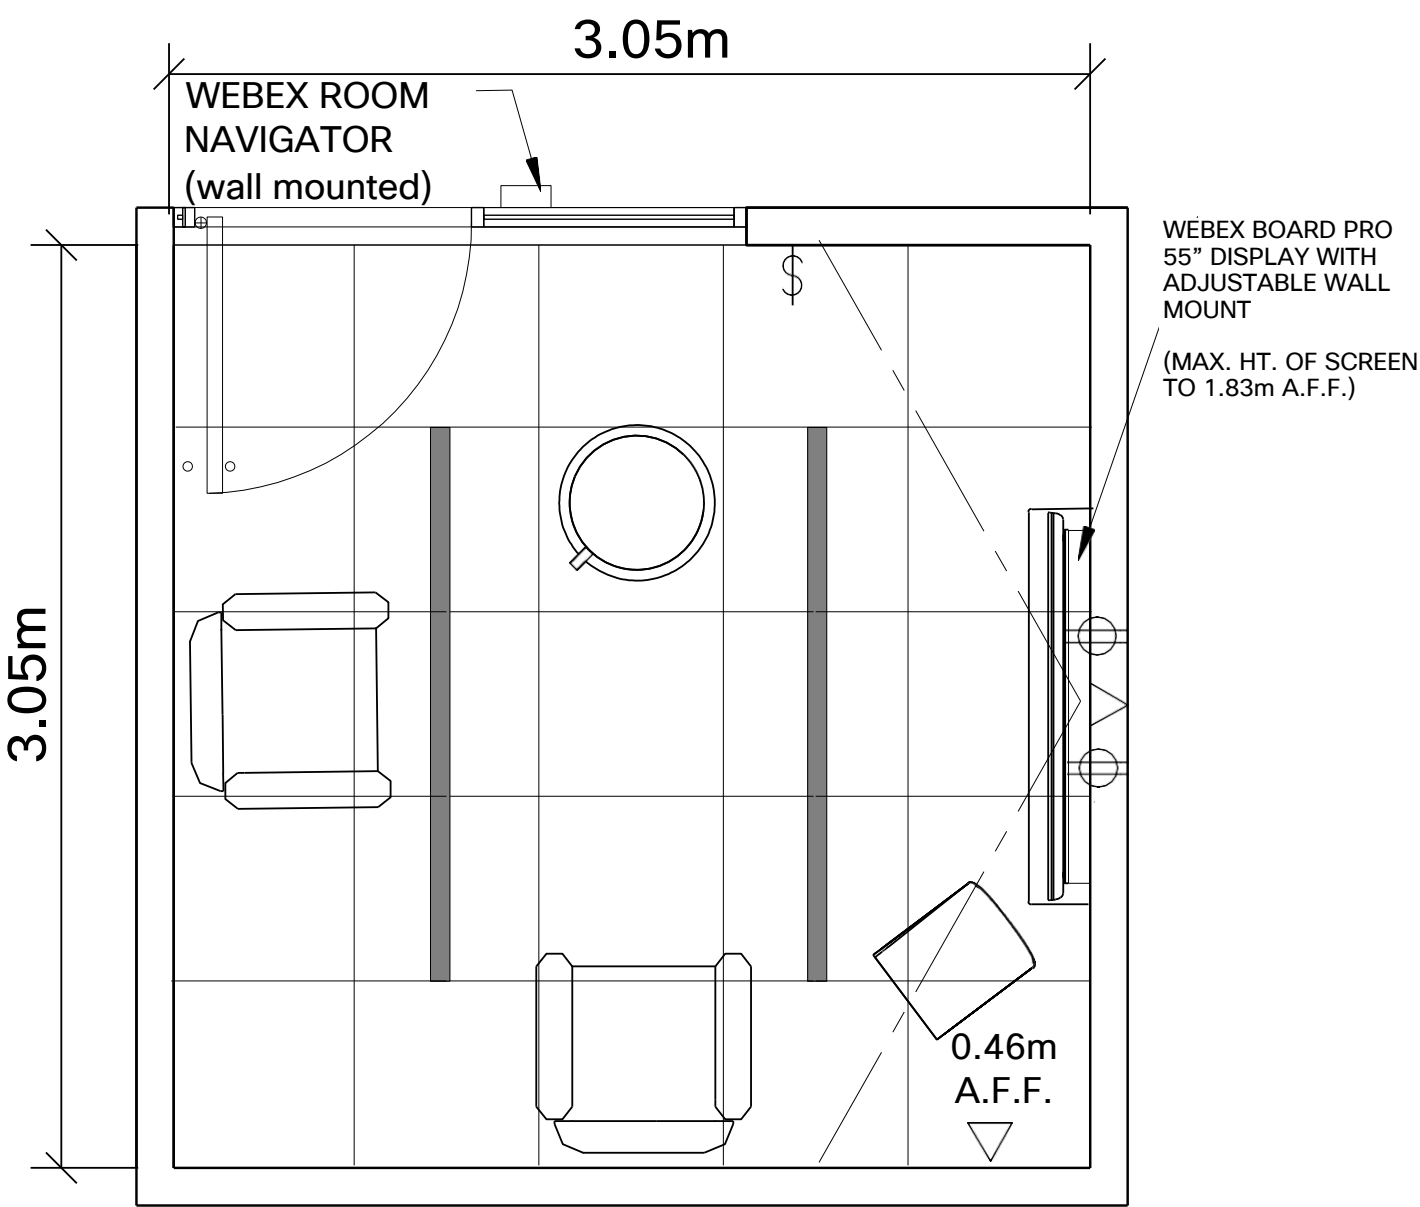 3.05m
WEBEX ROOM
NAVIGATOR
(wall mounted)
WEBEX BOARD PRO
55” DISPLAY WITH
ADJUSTABLE WALL
MOUNT
(MAX. HT. OF SCREEN
TO 1.83m A.F.F.)
$
3.05m
0.46m
A.F.F.